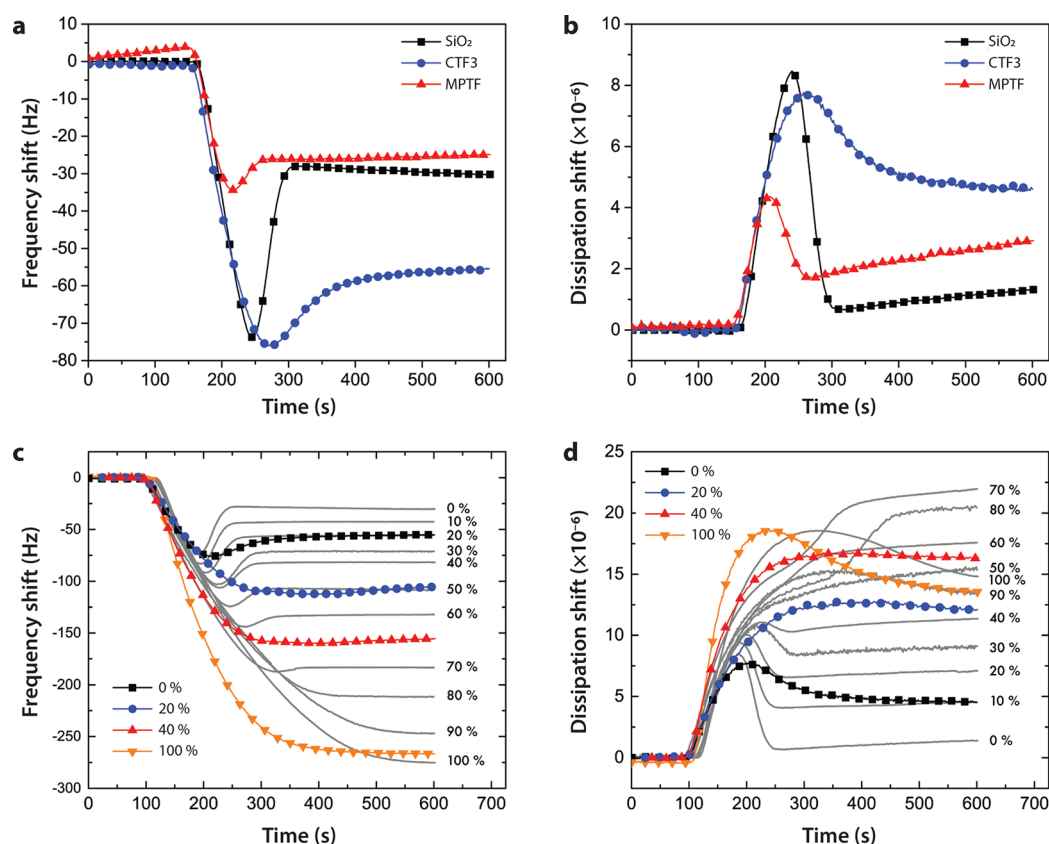 a
10
0
-10
-20
-30
-40
-50
-60
-70
-80
Frequency shift (Hz)
0 100 200 300 400 500 600
Time (s)
SiO₂
CTF3
MPTF
b
8
6
4
2
0
Dissipation shift (×10⁻⁶)
0 100 200 300 400 500 600
Time (s)
SiO₂
CTF3
MPTF
c
0
-50
-100
-150
-200
-250
-300
Frequency shift (Hz)
0 100 200 300 400 500 600 700
Time (s)
0 %
20 %
40 %
100 %
0 %
10 %
20 %
30 %
40 %
50 %
60 %
70 %
80 %
90 %
100 %
d
25
20
15
10
5
0
Dissipation shift (×10⁻⁶)
0 100 200 300 400 500 600 700
Time (s)
0 %
20 %
40 %
100 %
70 %
80 %
60 %
50 %
100 %
90 %
40 %
30 %
20 %
10 %
0 %